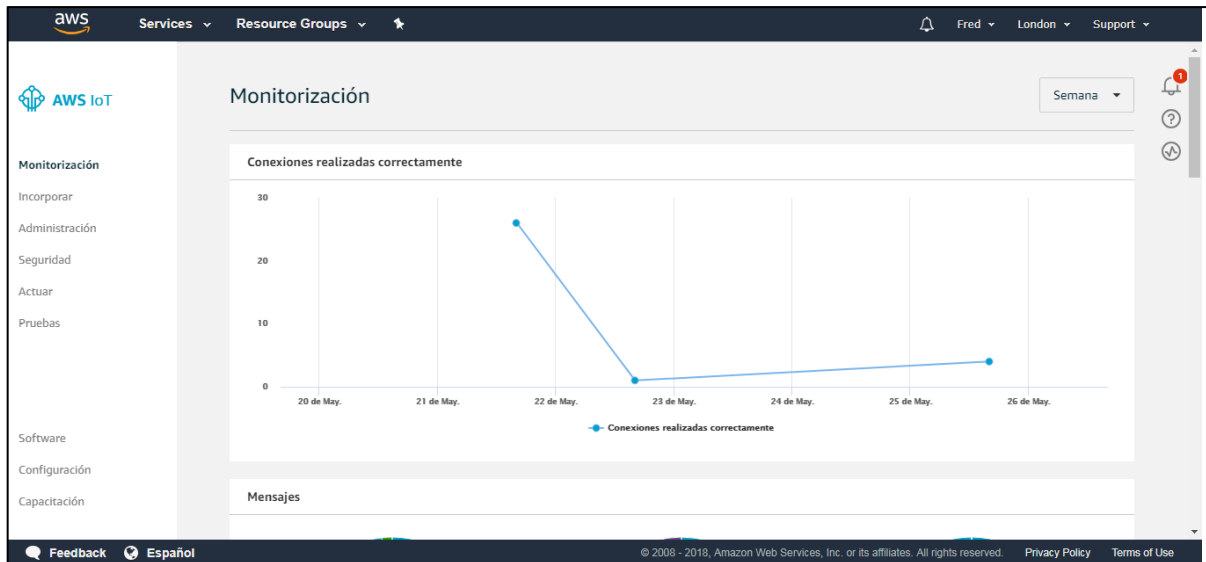 aws Services Resource Groups Fred London Support
AWS IoT
Monitorización
Incorporar
Administración
Seguridad
Actuar
Pruebas
Software
Configuración
Capacitación
Monitorización
Semana
1
?
Conexiones realizadas correctamente
30
20
10
0
20 de May. 21 de May. 22 de May. 23 de May. 24 de May. 25 de May. 26 de May.
Conexiones realizadas correctamente
Mensajes
Feedback Español © 2008 - 2018, Amazon Web Services, Inc. or its affiliates. All rights reserved. Privacy Policy Terms of Use